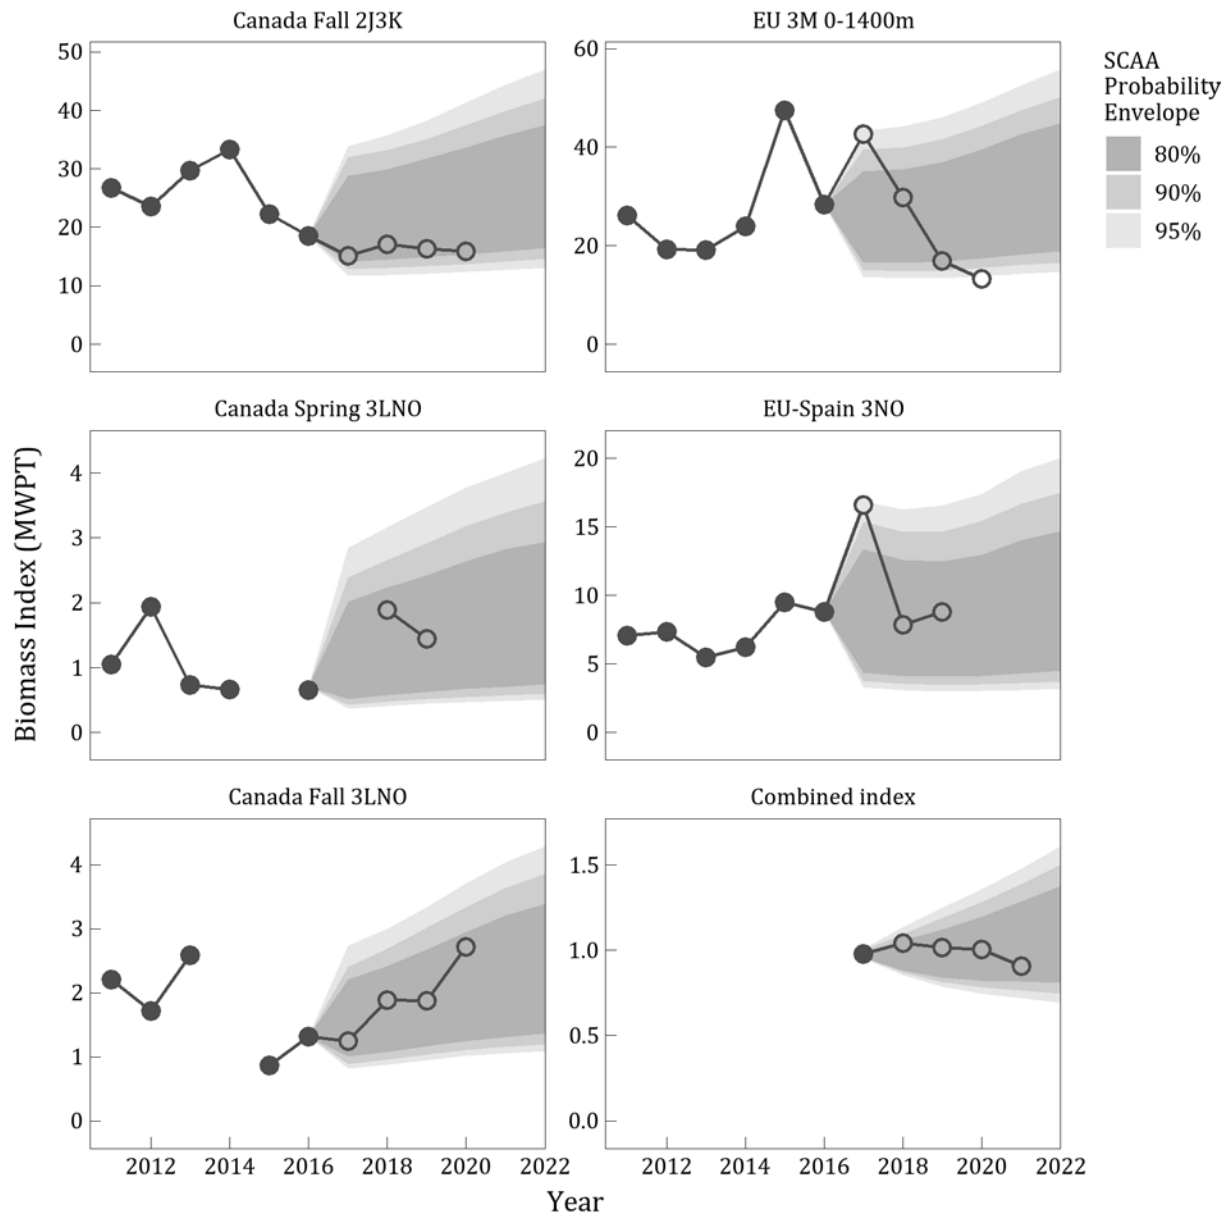 Canada Fall 2J3K
50
40
30
20
10
0
EU 3M 0-1400m
60
40
20
0
SCAA
Probability
Envelope
80%
90%
95%
Canada Spring 3LNO
4
3
2
1
0
EU-Spain 3NO
20
15
10
5
0
Biomass Index (MWPT)
Canada Fall 3LNO
4
3
2
1
0
2012 2014 2016 2018 2020 2022
Combined index
1.5
1.0
0.5
0.0
2012 2014 2016 2018 2020 2022
Year